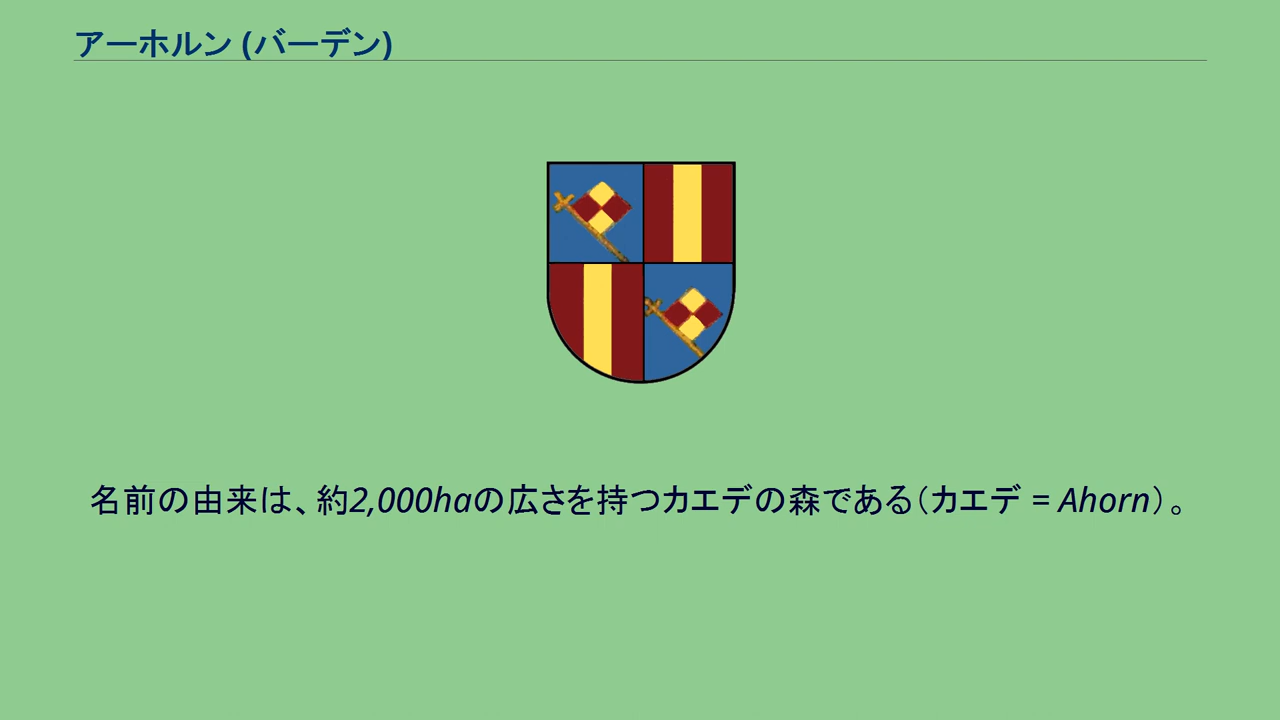 アーホルン (バーデン)
名前の由来は、約2,000haの広さを持つカエデの森である（カエデ = Ahorn）。